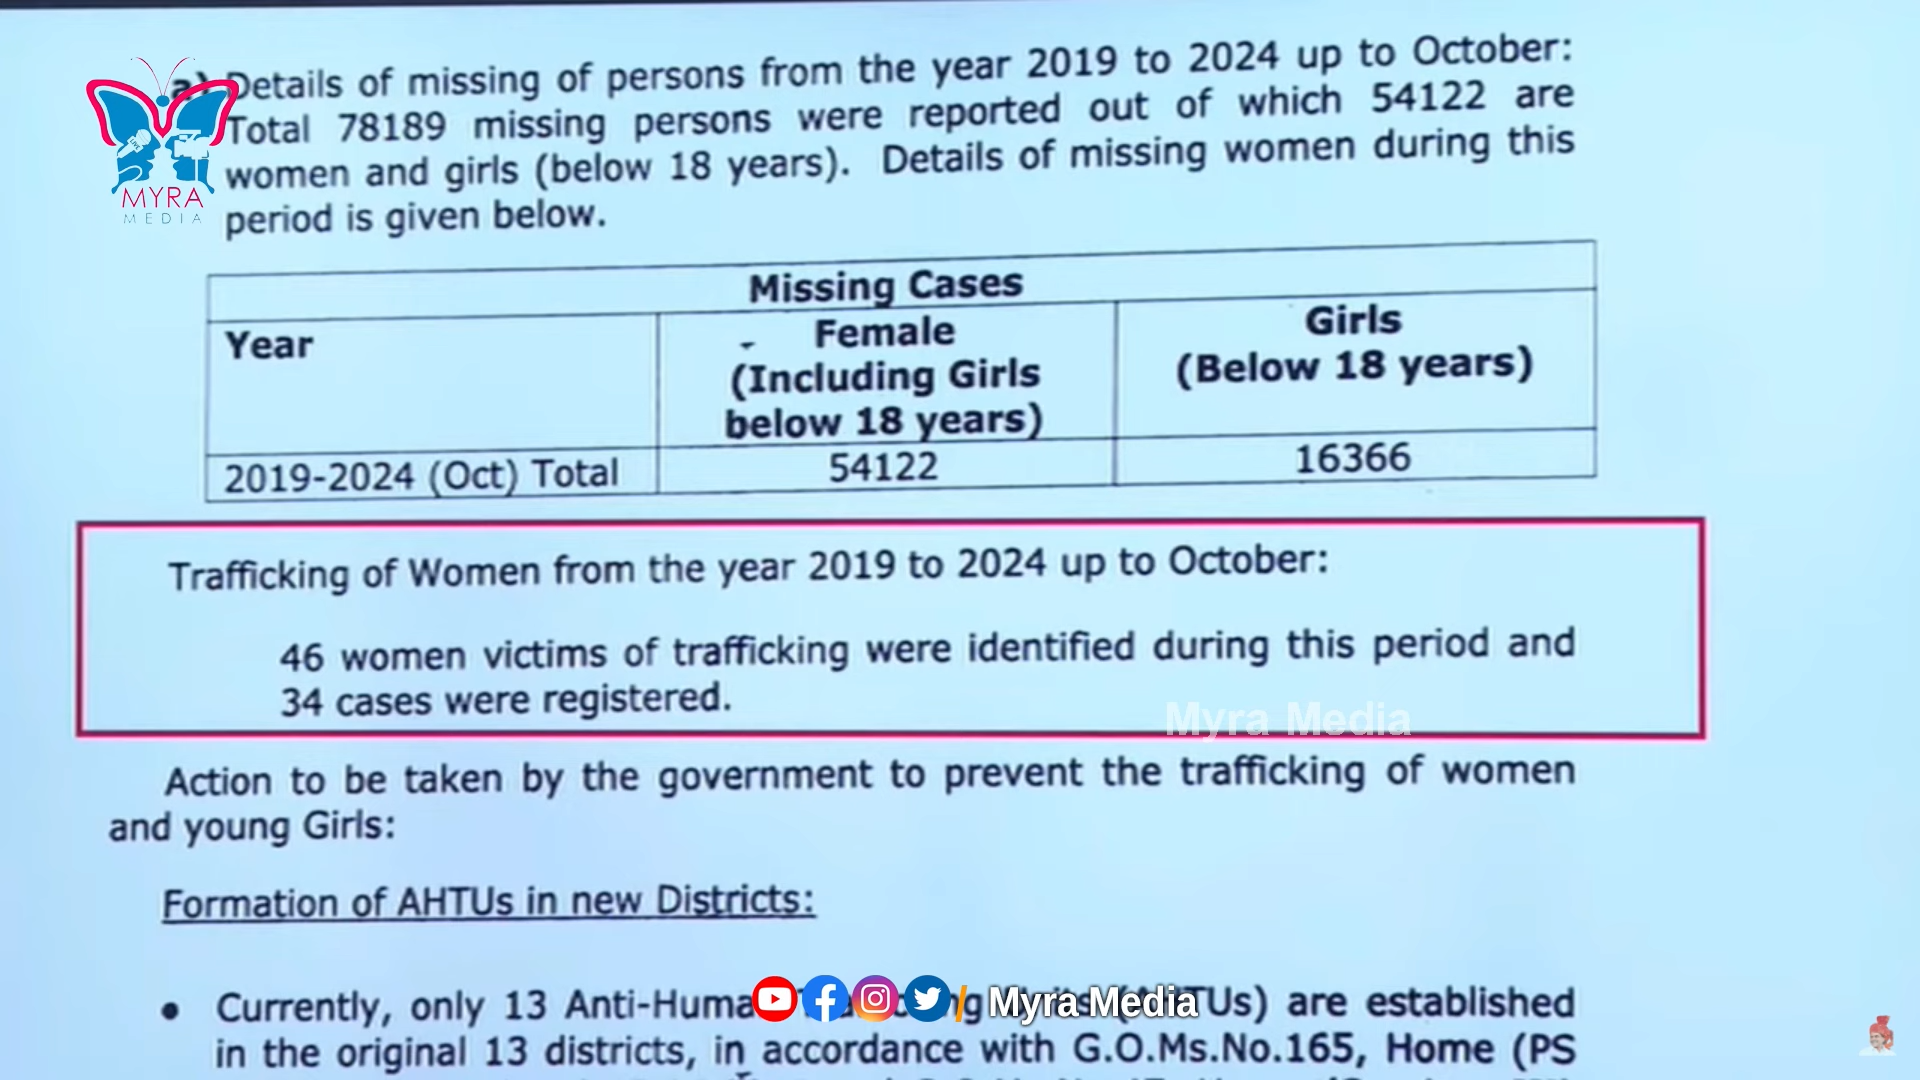 a) Details of missing of persons from the year 2019 to 2024 up to October:
Total 78189 missing persons were reported out of which 54122 are
women and girls (below 18 years). Details of missing women during this
period is given below.
MYRA
MEDIA
Missing Cases
Year
Female
(Including Girls
below 18 years)
Girls
(Below 18 years)
2019-2024 (Oct) Total
54122
16366
Trafficking of Women from the year 2019 to 2024 up to October:
46 women victims of trafficking were identified during this period and
34 cases were registered.
Myra Media
Action to be taken by the government to prevent the trafficking of women
and young Girls:
Formation of AHTUs in new Districts:
• Currently, only 13 Anti-Human (AHTUs) are established
/ Myra Media
in the original 13 districts, in accordance with G.O.Ms.No.165, Home (PS